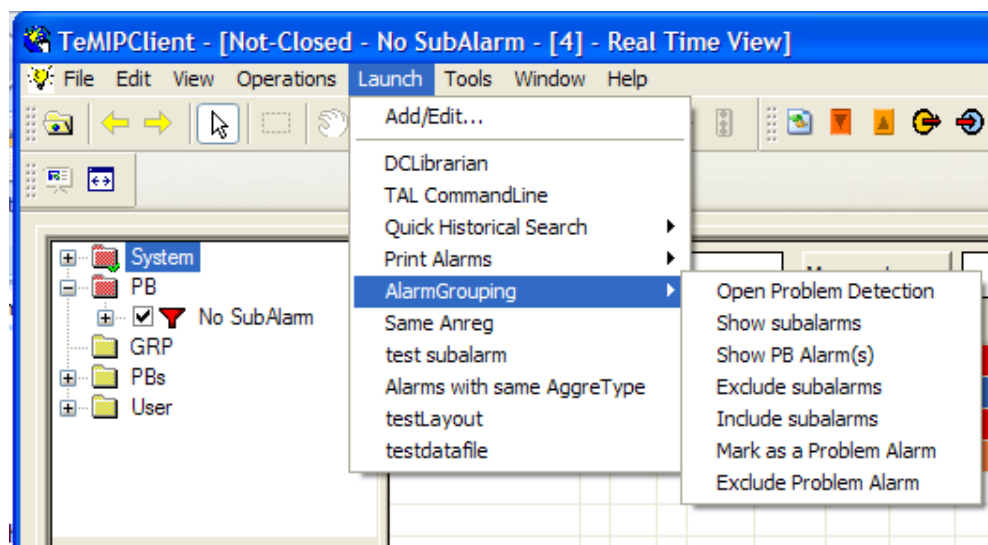 TeMIPClient - [Not-Closed - No SubAlarm - [4] - Real Time View]
File Edit View Operations Launch Tools Window Help
Add/Edit...
DCLibrarian
TAL CommandLine
Quick Historical Search
Print Alarms
AlarmGrouping
Same Anreg
test subalarm
Alarms with same AggreType
testLayout
testdatafile
Open Problem Detection
Show subalarms
Show PB Alarm(s)
Exclude subalarms
Include subalarms
Mark as a Problem Alarm
Exclude Problem Alarm
System
PB
No SubAlarm
GRP
PBs
User